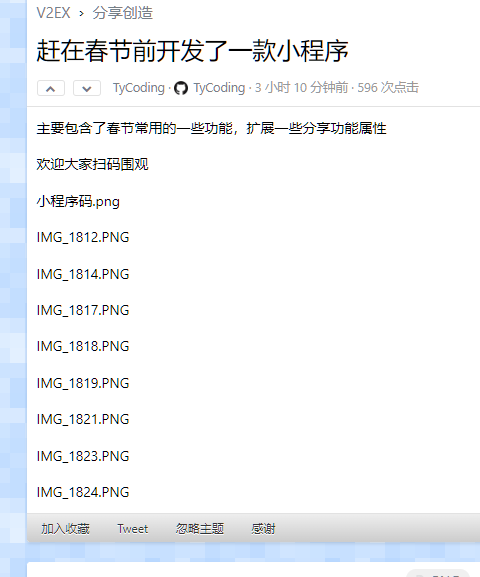 V2EX › 分享创造
赶在春节前开发了一款小程序
TyCoding · TyCoding · 3 小时 10 分钟前 · 596 次点击
主要包含了春节常用的一些功能，扩展一些分享功能属性
欢迎大家扫码围观
小程序码.png
IMG_1812.PNG
IMG_1814.PNG
IMG_1817.PNG
IMG_1818.PNG
IMG_1819.PNG
IMG_1821.PNG
IMG_1823.PNG
IMG_1824.PNG
加入收藏 Tweet 忽略主题 感谢